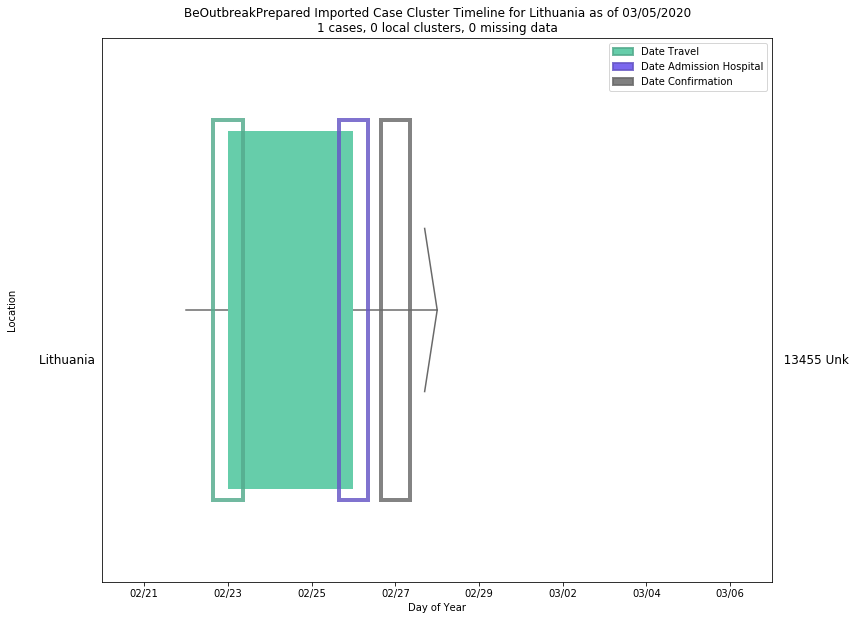 BeOutbreakPrepared Imported Case Cluster Timeline for Lithuania as of 03/05/2020
1 cases, 0 local clusters, 0 missing data
Date Travel
Date Admission Hospital
Date Confirmation
Location
Lithuania
13455 Unk
02/21 02/23 02/25 02/27 02/29 03/02 03/04 03/06
Day of Year